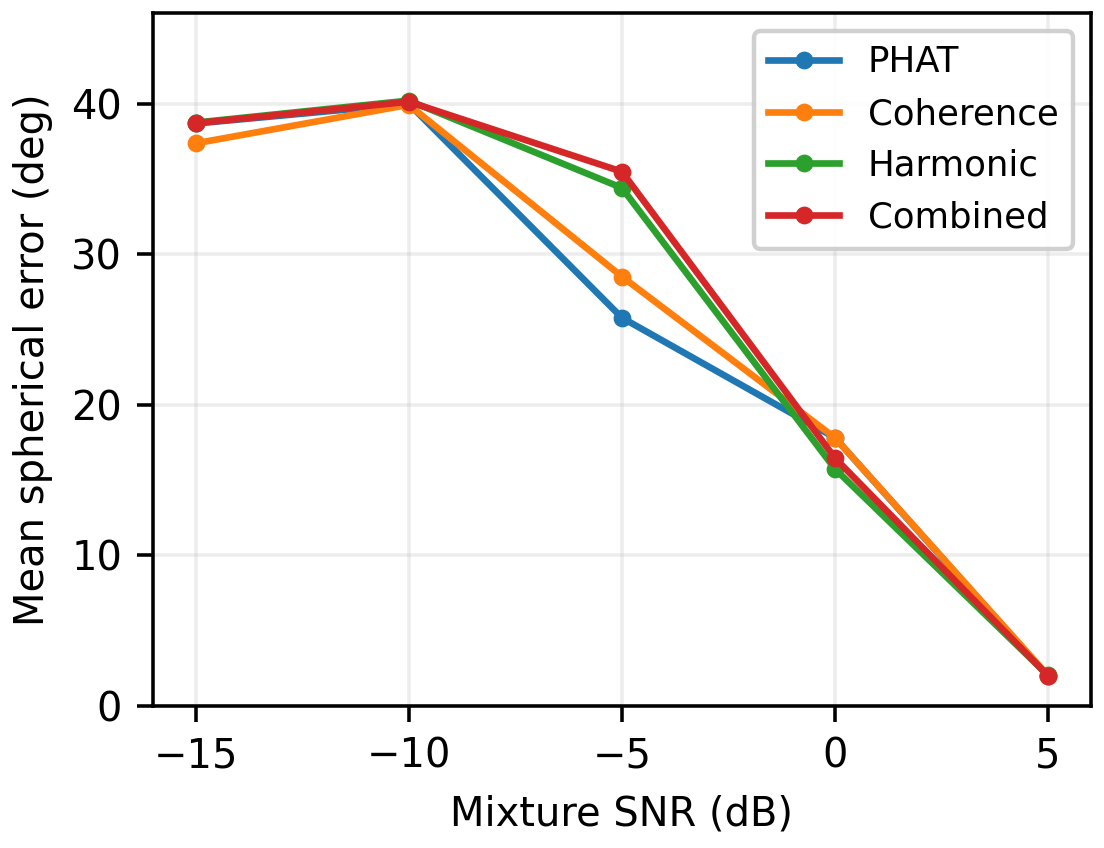 PHAT
Coherence
Harmonic
Combined
Mean spherical error (deg)
40
30
20
10
0
−15 −10 −5 0 5
Mixture SNR (dB)